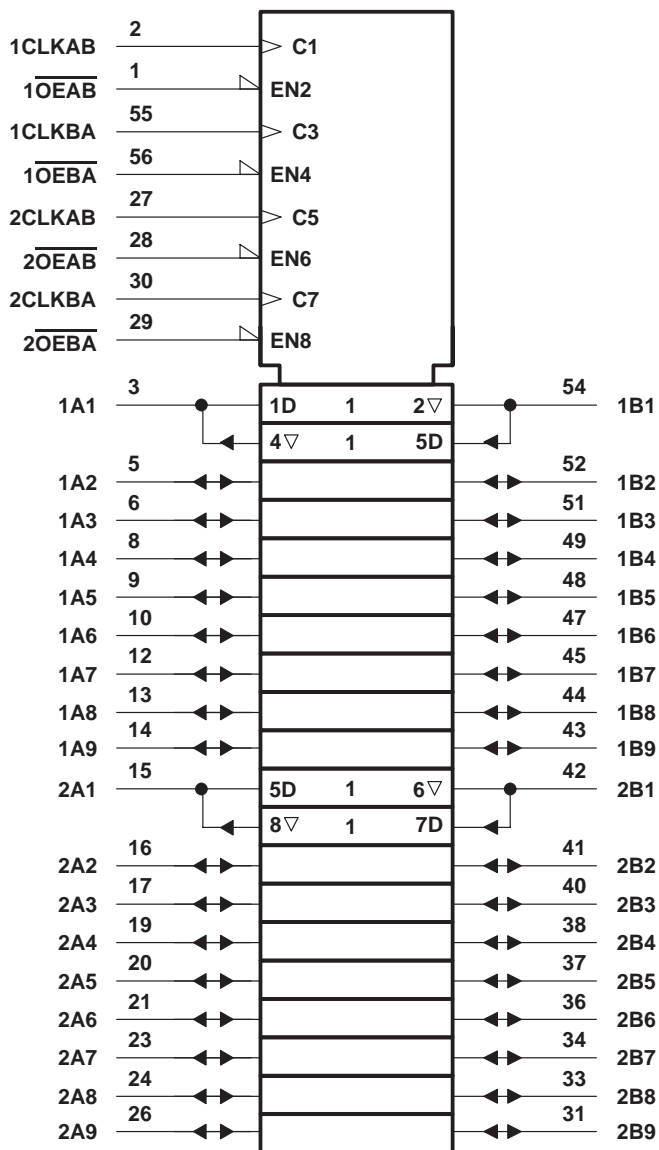 1CLKAB 2 C1
1OEAB 1 EN2
1CLKBA 55 C3
1OEBA 56 EN4
2CLKAB 27 C5
2OEAB 28 EN6
2CLKBA 30 C7
2OEBA 29 EN8
1A1 3 1D 1 2▽ 54 1B1
4▽ 1 5D
1A2 5 52 1B2
1A3 6 51 1B3
1A4 8 49 1B4
1A5 9 48 1B5
1A6 10 47 1B6
1A7 12 45 1B7
1A8 13 44 1B8
1A9 14 43 1B9
2A1 15 5D 1 6▽ 42 2B1
8▽ 1 7D
2A2 16 41 2B2
2A3 17 40 2B3
2A4 19 38 2B4
2A5 20 37 2B5
2A6 21 36 2B6
2A7 23 34 2B7
2A8 24 33 2B8
2A9 26 31 2B9